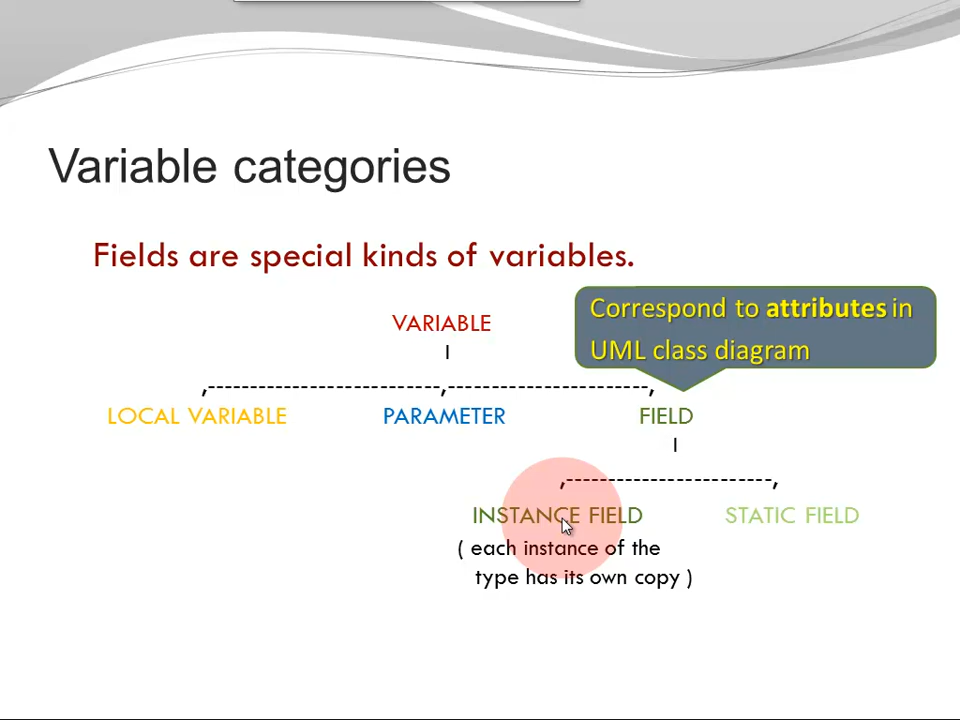 Variable categories
Fields are special kinds of variables.
Correspond to attributes in
UML class diagram
VARIABLE
|
,---------------------------,-----------------------,
LOCAL VARIABLE PARAMETER FIELD
|
,-----------------------,
INSTANCE FIELD STATIC FIELD
( each instance of the
type has its own copy )